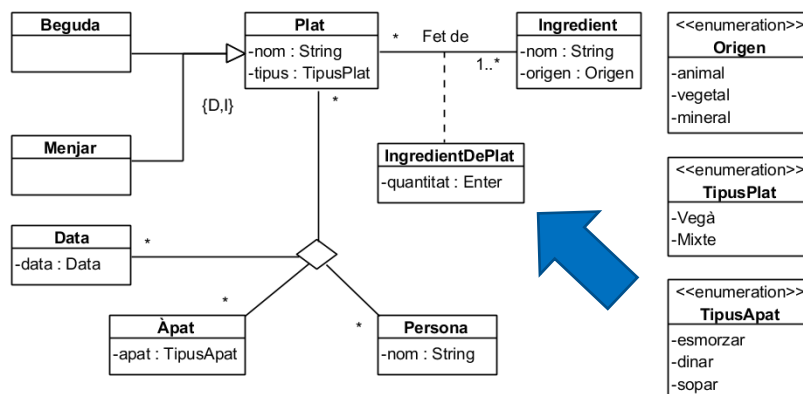 Beguda
Plat
-nom : String
-tipus : TipusPlat
*
Fet de
1..*
Ingredient
-nom : String
-origen : Origen
<<enumeration>>
Origen
-animal
-vegetal
-mineral
{D,I}
*
Menjar
IngredientDePlat
-quantitat : Enter
<<enumeration>>
TipusPlat
-Vegà
-Mixte
Data
-data : Data
*
*
*
Àpat
-apat : TipusApat
Persona
-nom : String
<<enumeration>>
TipusApat
-esmorzar
-dinar
-sopar